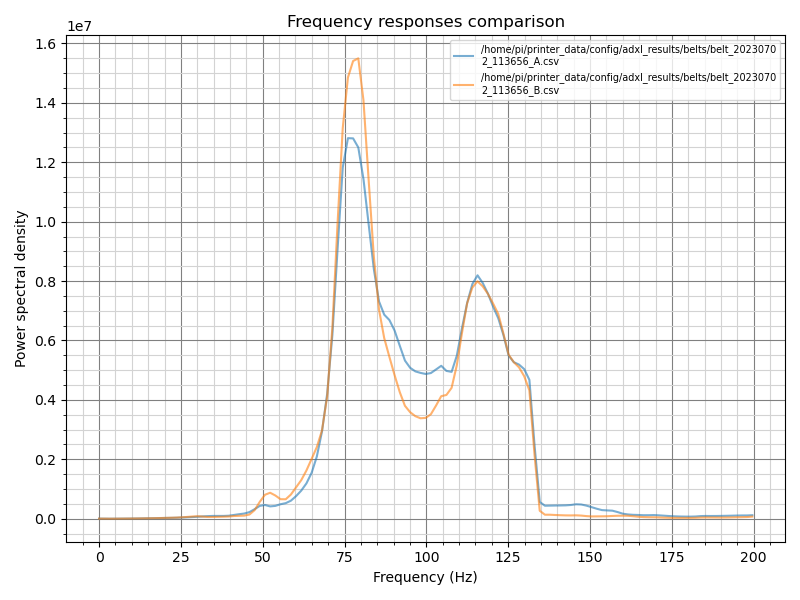 Frequency responses comparison
1e7
/home/pi/printer_data/config/adxl_results/belts/belt_2023070
2_113656_A.csv
/home/pi/printer_data/config/adxl_results/belts/belt_2023070
2_113656_B.csv
1.6
1.4
1.2
1.0
0.8
0.6
0.4
0.2
0.0
Power spectral density
0 25 50 75 100 125 150 175 200
Frequency (Hz)